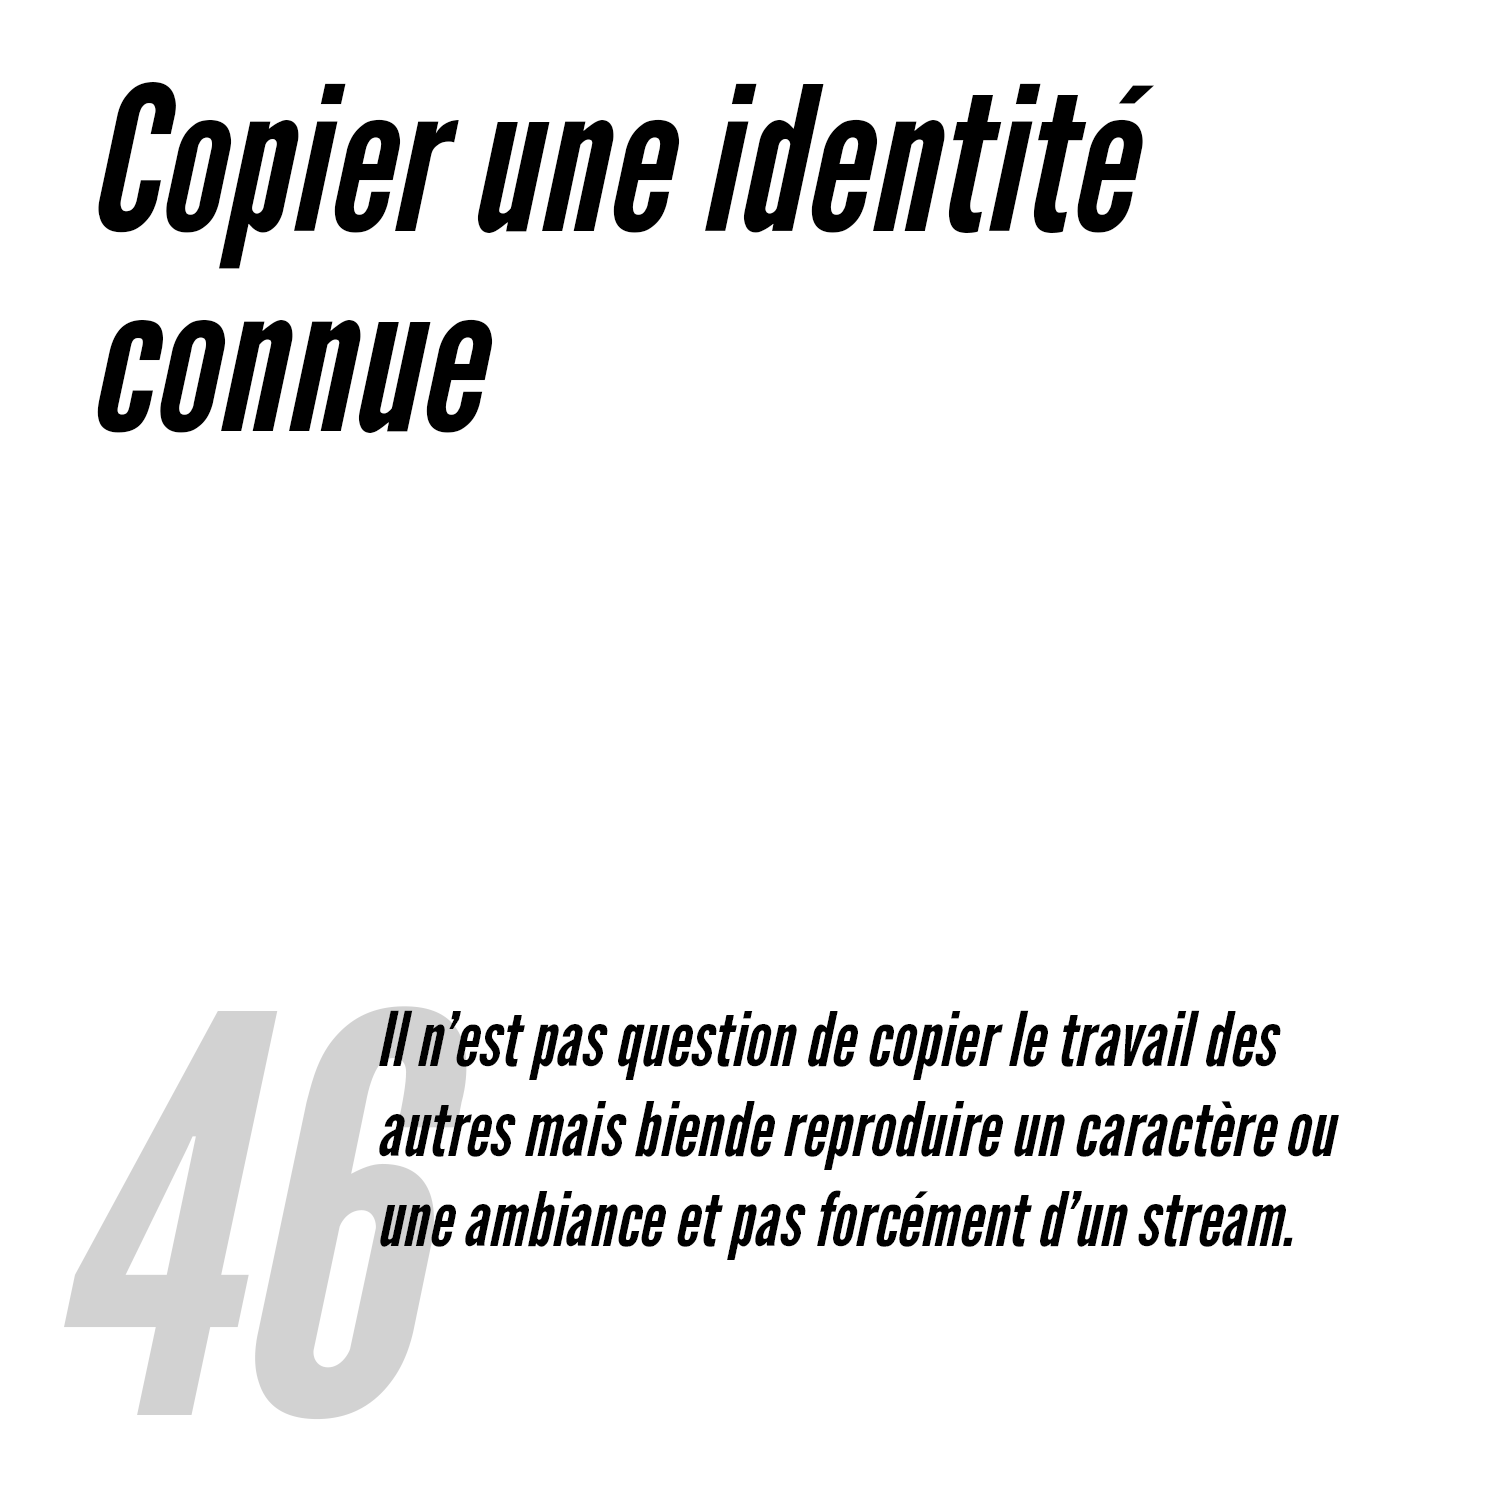 Copier une identité
connue
46
Il n’est pas question de copier le travail des
autres mais biende reproduire un caractère ou
une ambiance et pas forcément d’un stream.